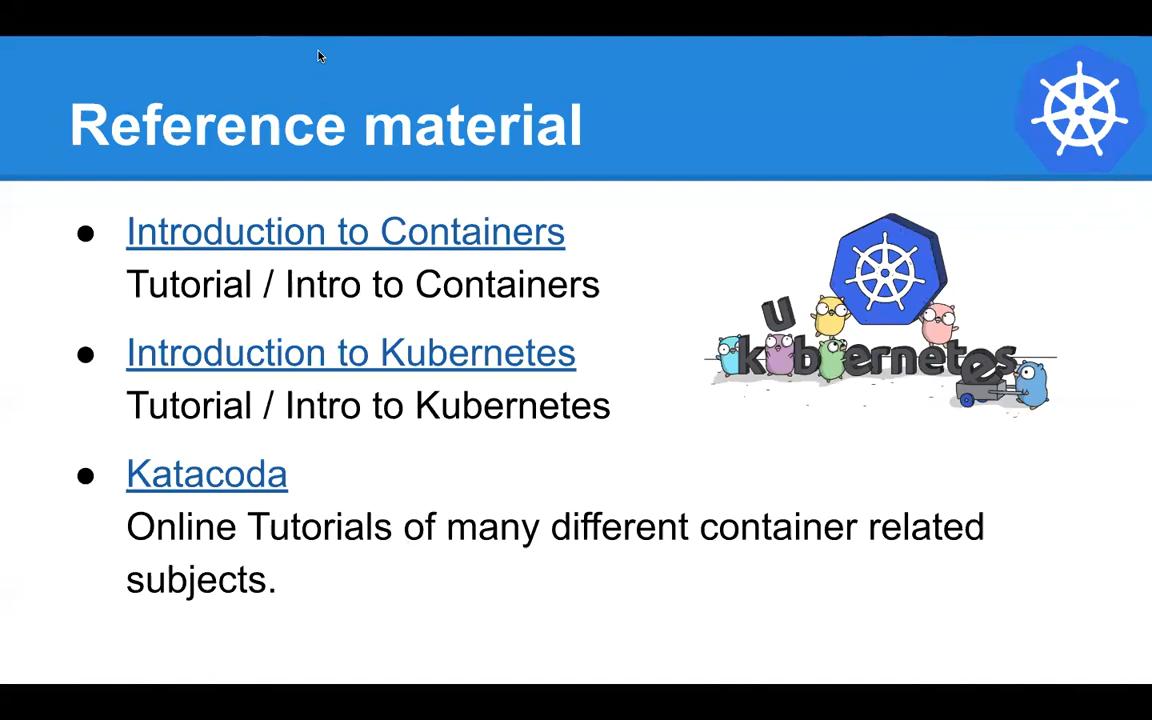 Reference material
● Introduction to Containers
Tutorial / Intro to Containers
● Introduction to Kubernetes
Tutorial / Intro to Kubernetes
● Katacoda
Online Tutorials of many different container related
subjects.
u
kubernetes
e